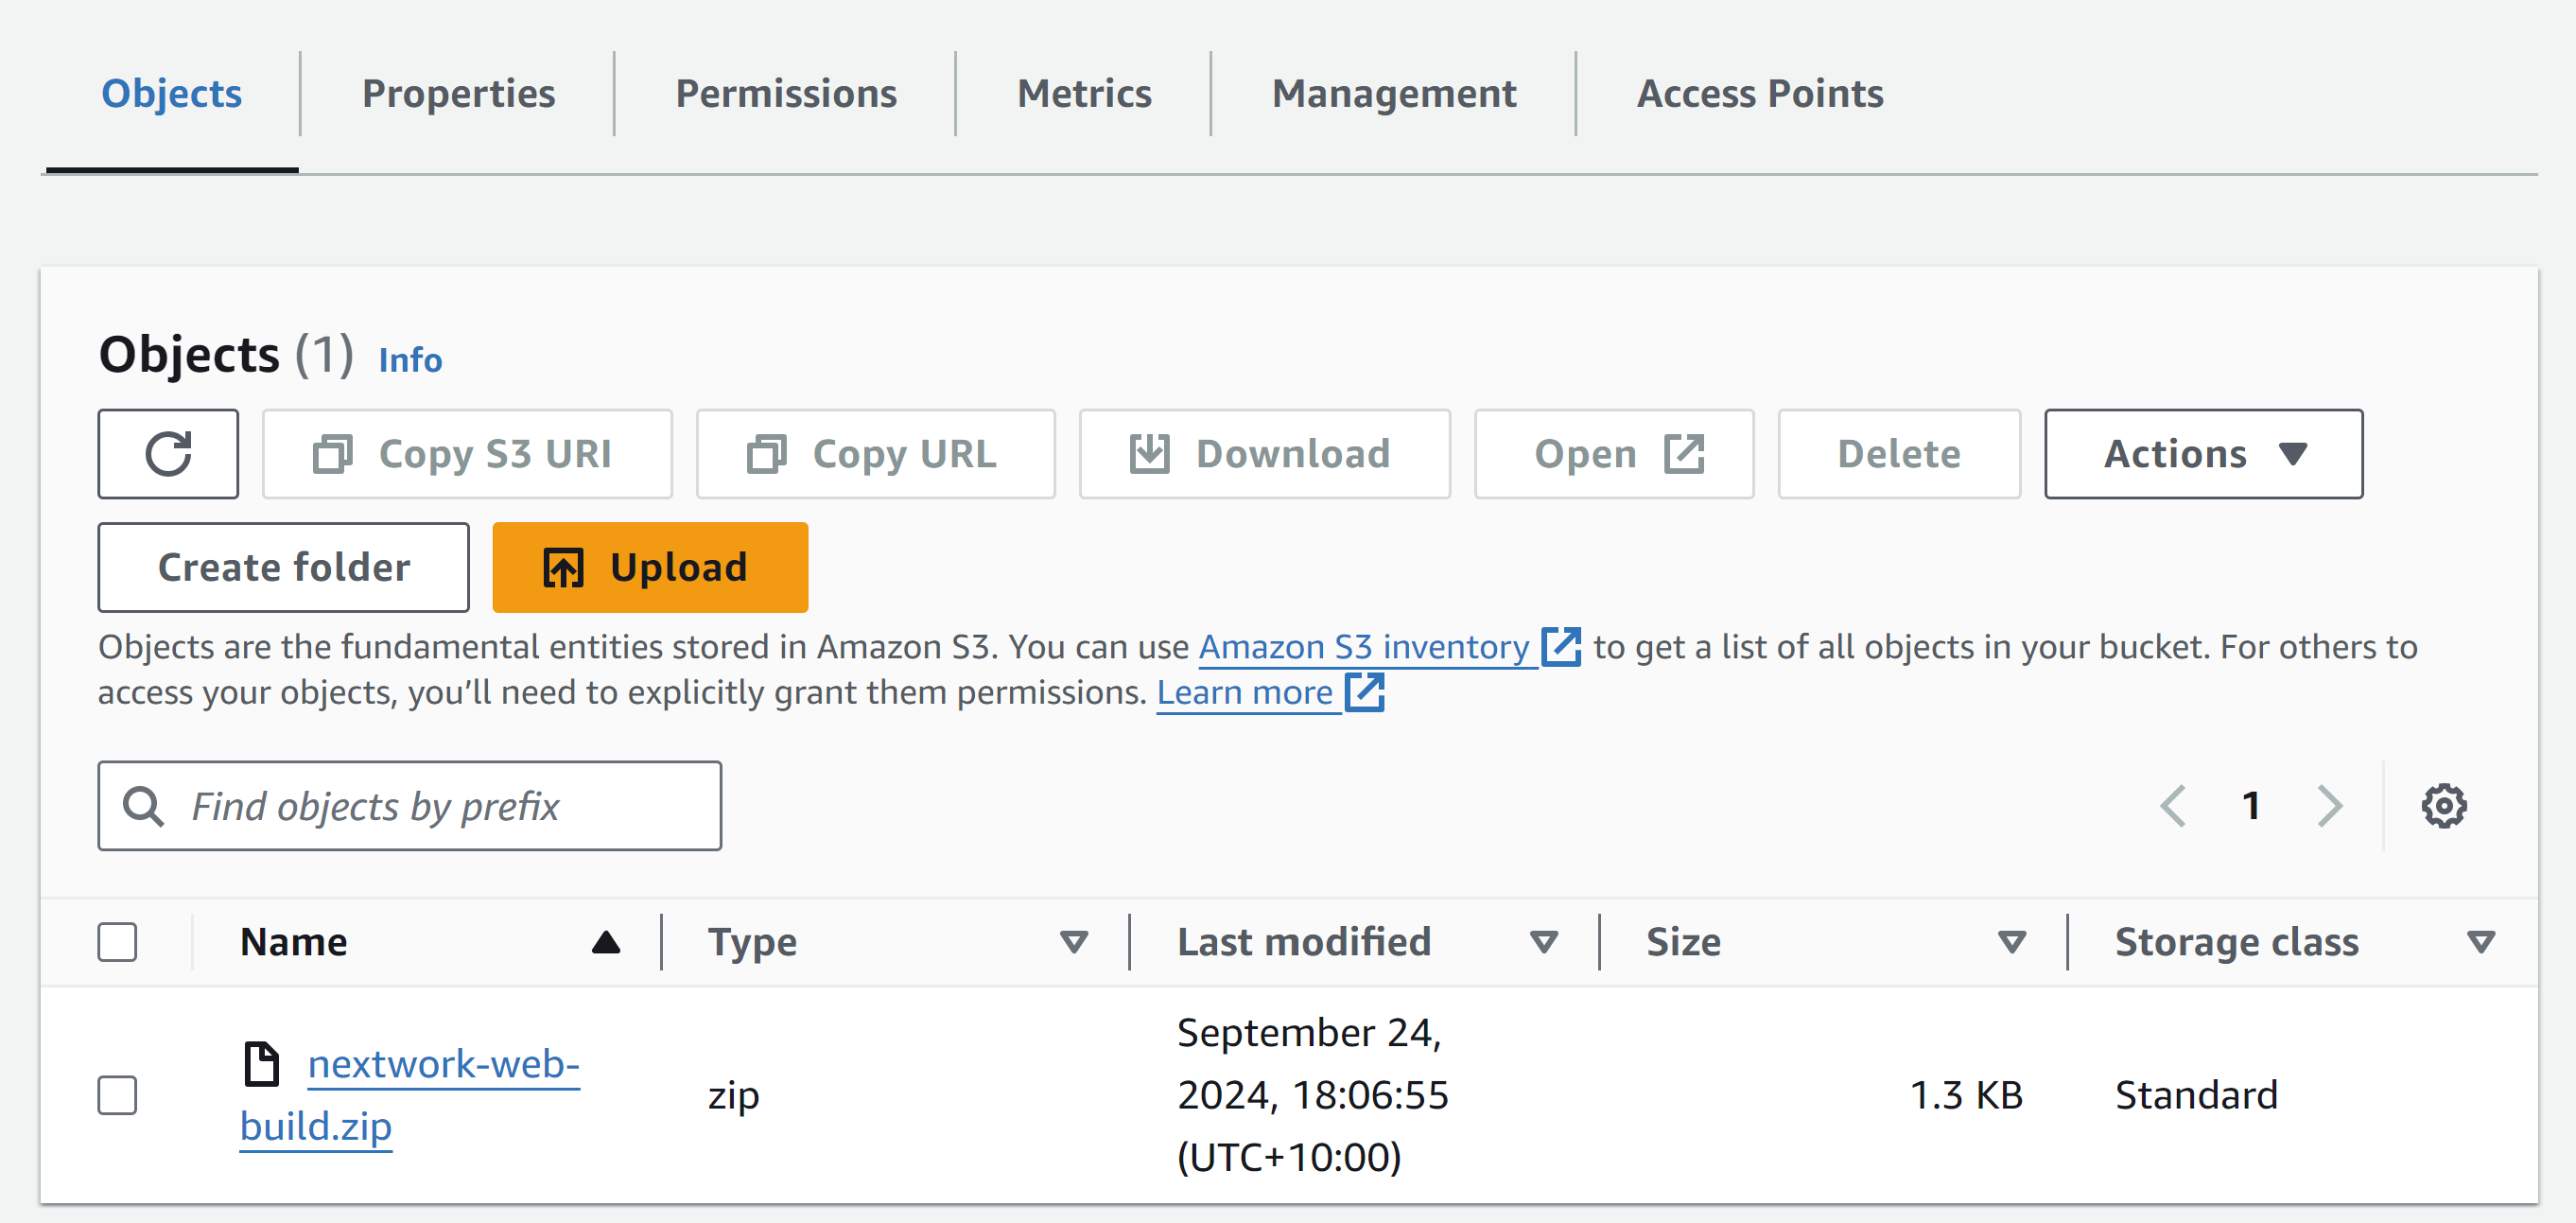 Objects
Properties
Permissions
Metrics
Management
Access Points
Objects (1) Info
Copy S3 URI
Copy URL
Download
Open
Delete
Actions
Create folder
Upload
Objects are the fundamental entities stored in Amazon S3. You can use Amazon S3 inventory to get a list of all objects in your bucket. For others to
access your objects, you’ll need to explicitly grant them permissions. Learn more
Find objects by prefix
1
Name
Type
Last modified
Size
Storage class
nextwork-web-
build.zip
zip
September 24,
2024, 18:06:55
(UTC+10:00)
1.3 KB
Standard